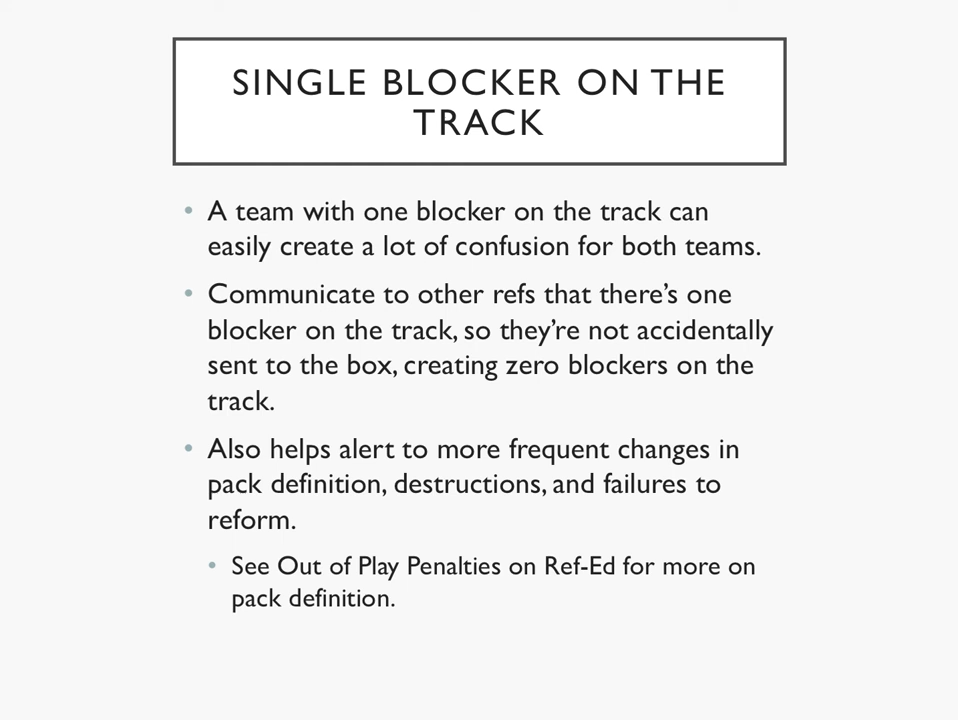 SINGLE BLOCKER ON THE
TRACK
• A team with one blocker on the track can
easily create a lot of confusion for both teams.
• Communicate to other refs that there’s one
blocker on the track, so they’re not accidentally
sent to the box, creating zero blockers on the
track.
• Also helps alert to more frequent changes in
pack definition, destructions, and failures to
reform.
• See Out of Play Penalties on Ref-Ed for more on
pack definition.